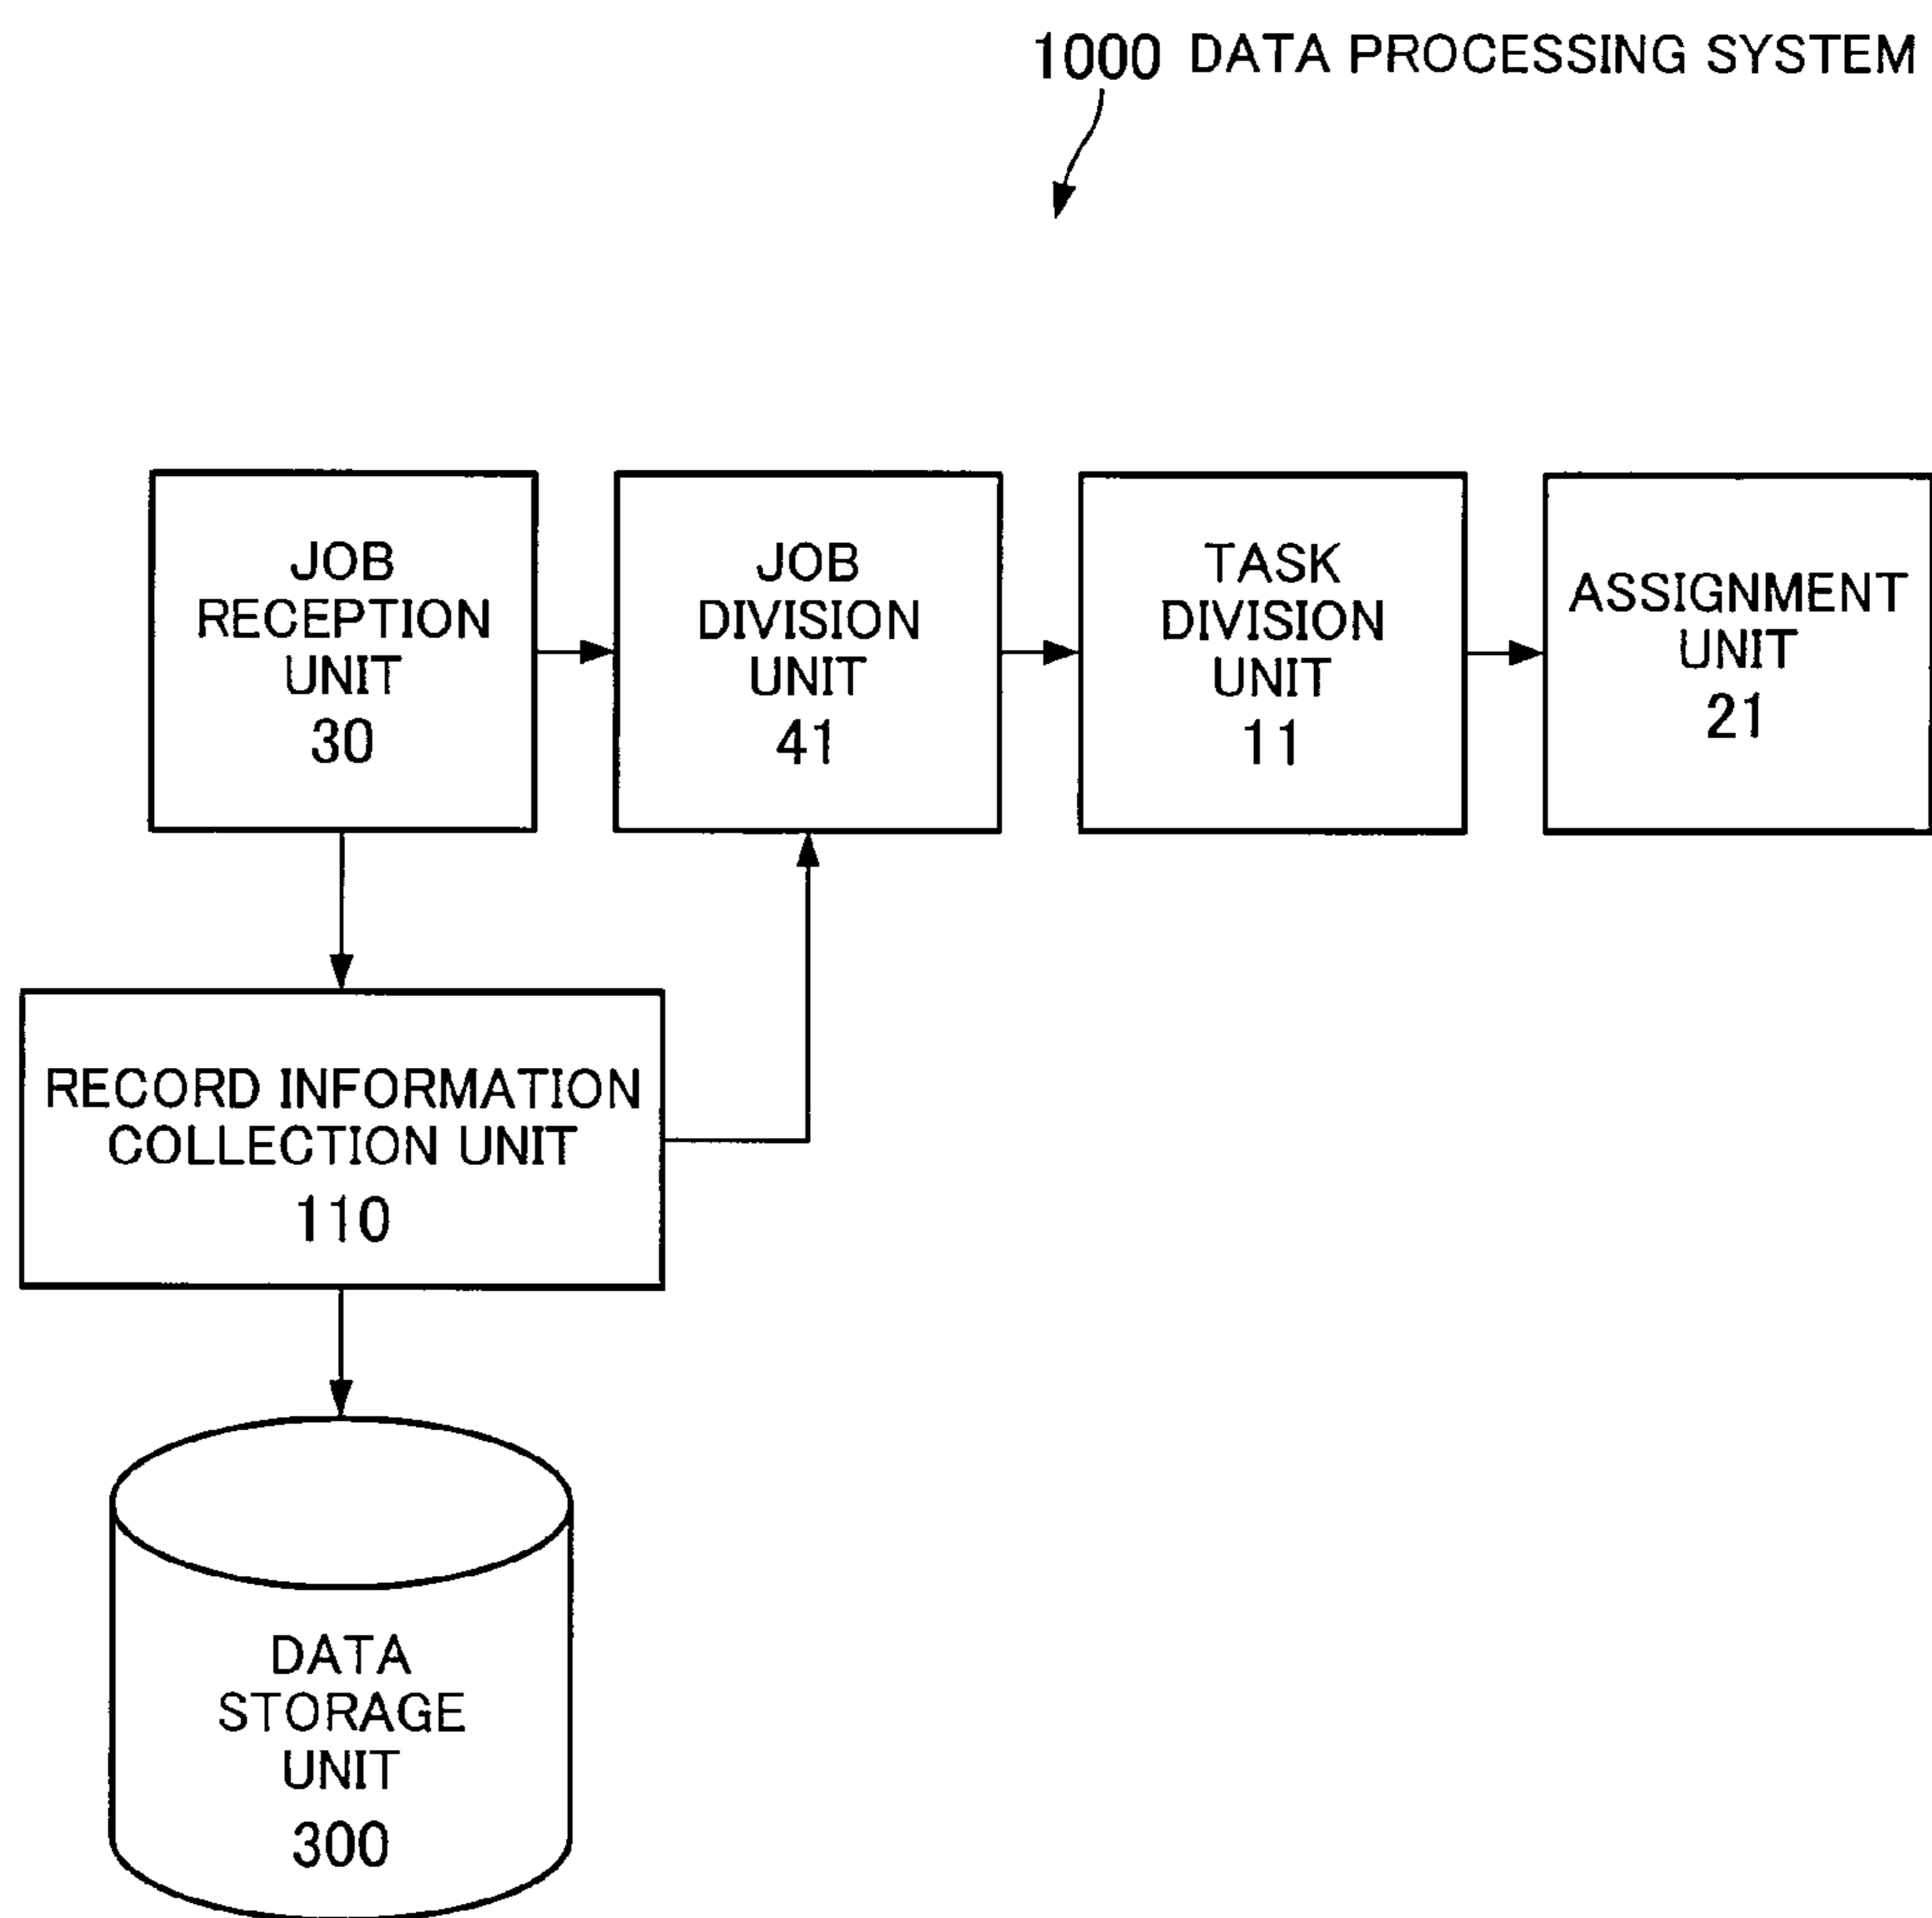 1000 DATA PROCESSING SYSTEM
JOB
RECEPTION
UNIT
30
JOB
DIVISION
UNIT
41
TASK
DIVISION
UNIT
11
ASSIGNMENT
UNIT
21
RECORD INFORMATION
COLLECTION UNIT
110
DATA
STORAGE
UNIT
300